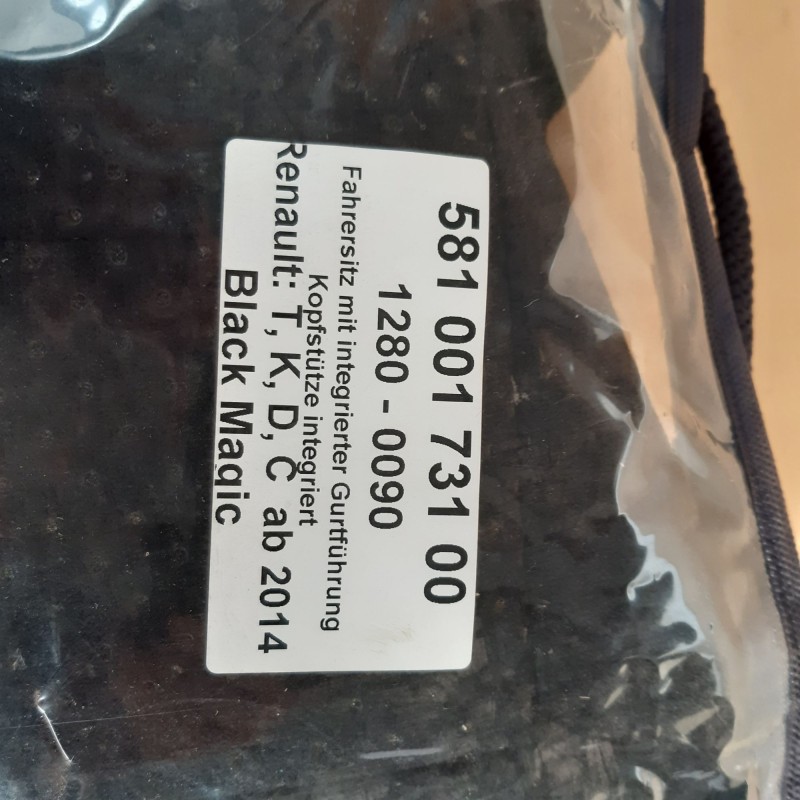 581 001 731 00
1280 - 0090
Fahrersitz mit integrierter Gurtführung
Kopfstütze integriert
Renault: T, K, D, C ab 2014
Black Magic